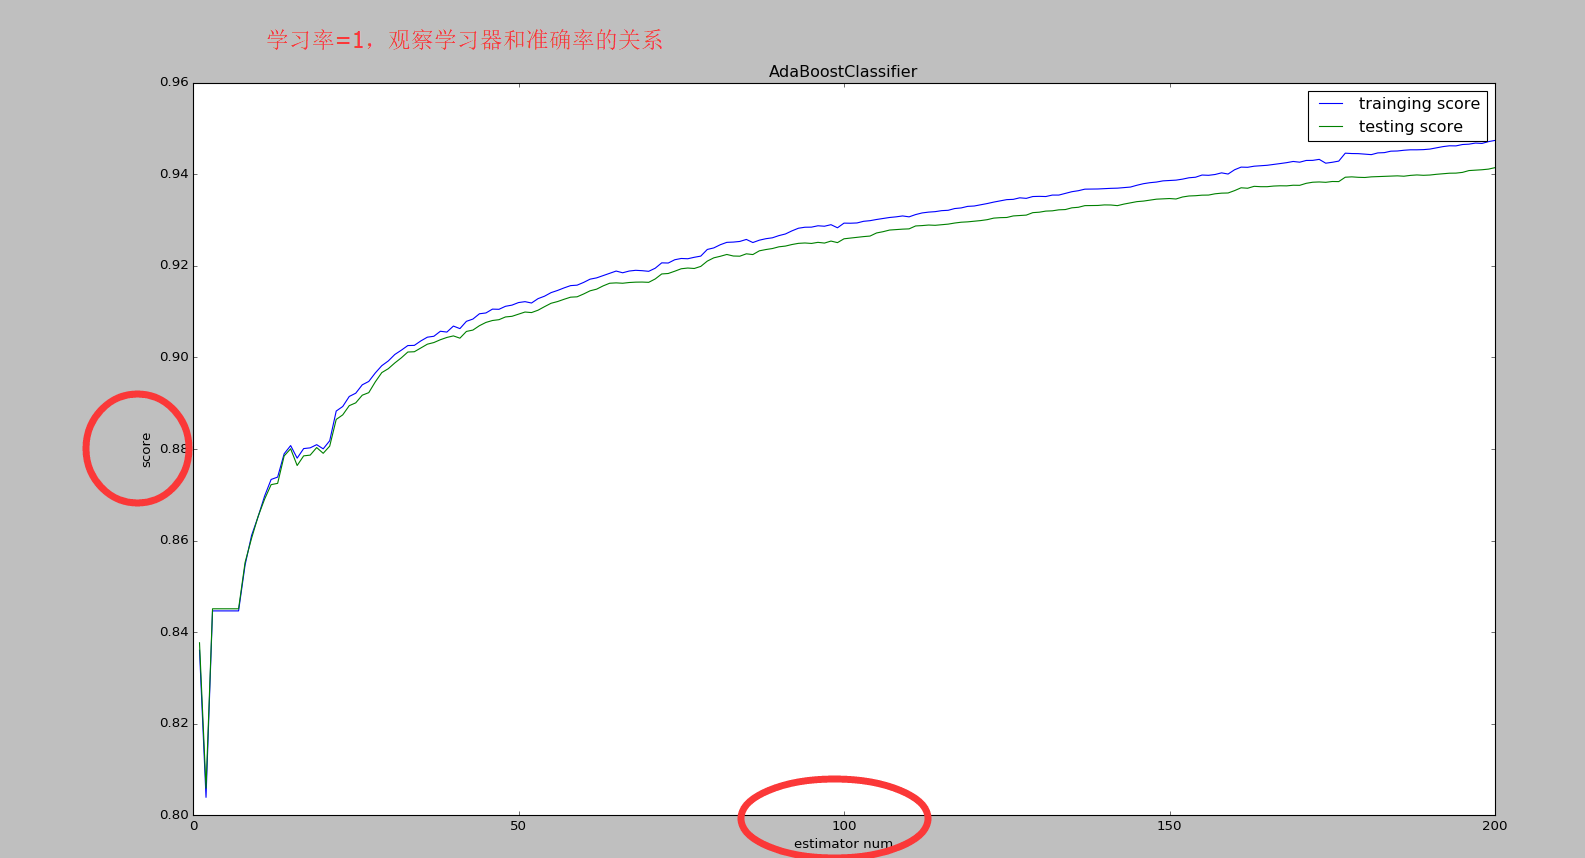 学习率=1，观察学习器和准确率的关系
AdaBoostClassifier
0.96
trainging score
testing score
0.94
0.92
0.90
score
0.88
0.86
0.84
0.82
0.80
0
50
100
150
200
estimator num